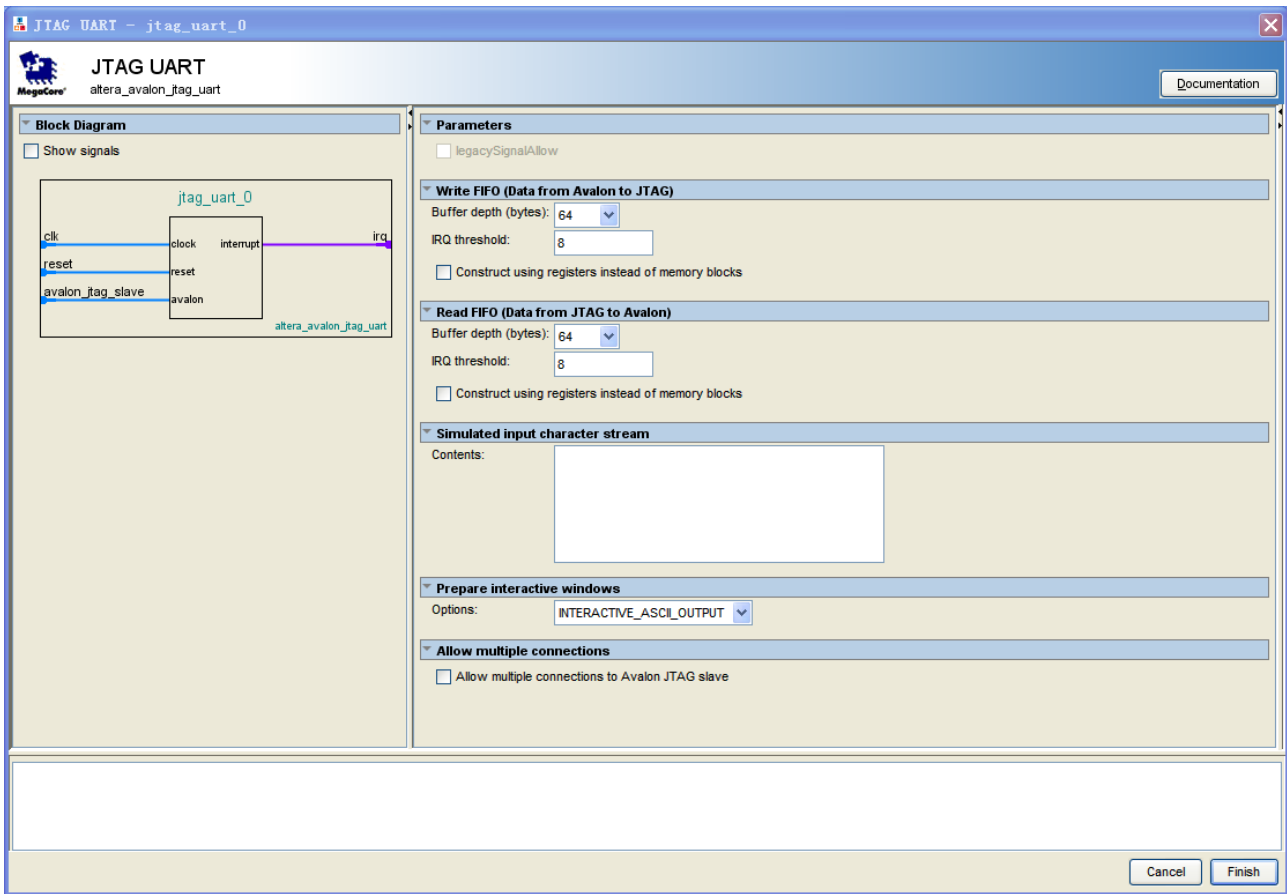 JTAG UART - jtag_uart_0
MegaCore®
JTAG UART
altera_avalon_jtag_uart
Documentation
Block Diagram
Show signals
jtag_uart_0
clk
clock
interrupt
irq
reset
reset
avalon_jtag_slave
avalon
altera_avalon_jtag_uart
Parameters
legacySignalAllow
Write FIFO (Data from Avalon to JTAG)
Buffer depth (bytes): 64
IRQ threshold: 8
Construct using registers instead of memory blocks
Read FIFO (Data from JTAG to Avalon)
Buffer depth (bytes): 64
IRQ threshold: 8
Construct using registers instead of memory blocks
Simulated input character stream
Contents:
Prepare interactive windows
Options: INTERACTIVE_ASCII_OUTPUT
Allow multiple connections
Allow multiple connections to Avalon JTAG slave
Cancel
Finish